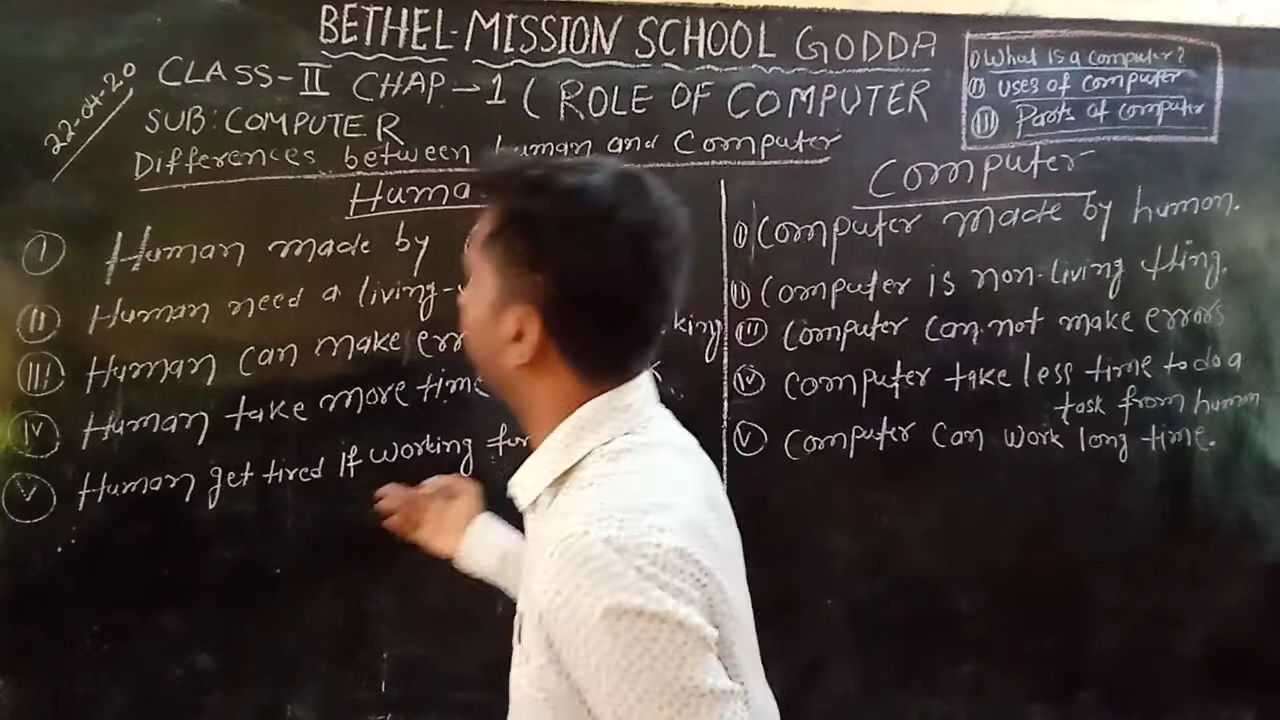 BETHEL-MISSION SCHOOL GODDA
22-04-20
CLASS-II CHAP-1 (ROLE OF COMPUTER
SUB: COMPUTER
Differences between human and Computer
I) What is a computer?
II) Uses of computer
III) Parts of computer
Huma
I Human made by
II Human need a living-
III Human can make err king
IV Human take more time
V Human get tired If working for
Computer
I) Computer made by human.
II) Computer is non-living thing.
III) Computer can not make errors
IV) Computer take less time to do a
task from human
V) Computer can work long time.